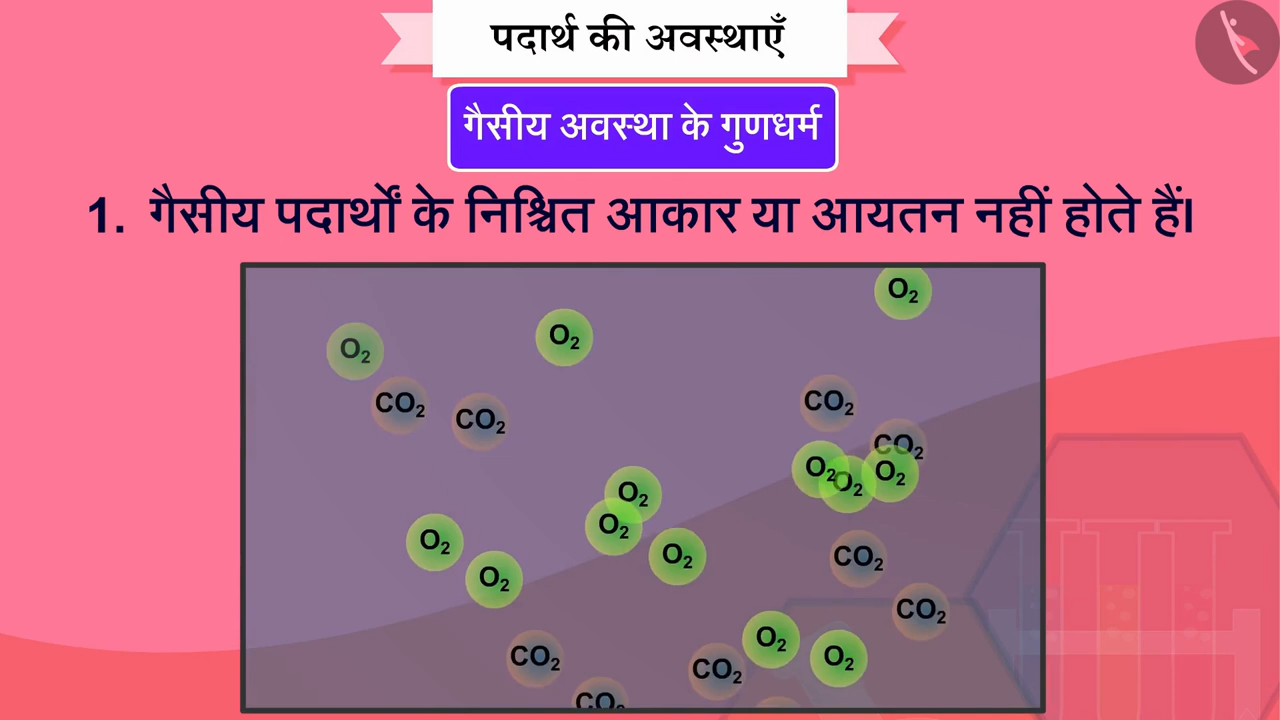 पदार्थ की अवस्थाएँ
गैसीय अवस्था के गुणधर्म
1. गैसीय पदार्थों के निश्चित आकार या आयतन नहीं होते हैं।
O₂
O₂
O₂
CO₂
CO₂
CO₂
CO₂
O₂
O₂
O₂
O₂
O₂
O₂
O₂
O₂
CO₂
O₂
CO₂
O₂
O₂
CO₂
CO₂
CO₂